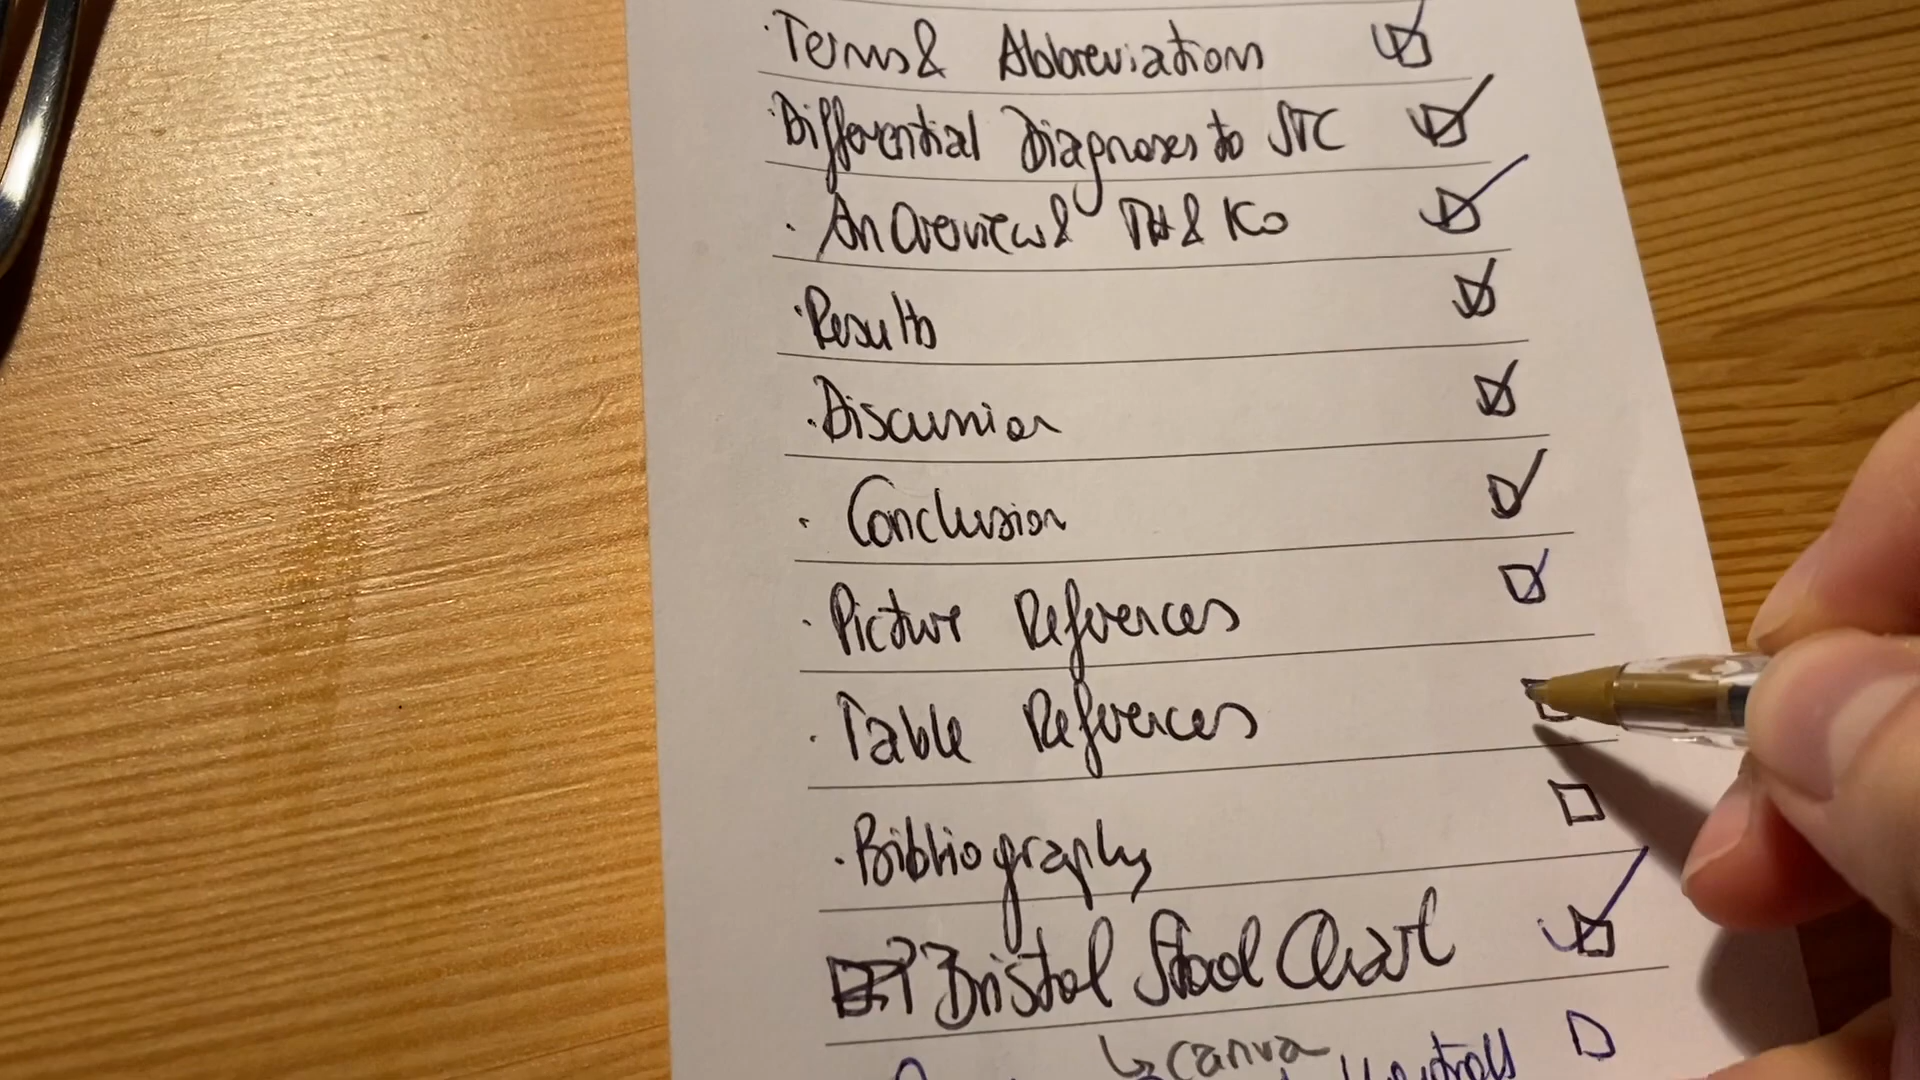 · Terms & Abbreviations
· Differential Diagnoses to STC
· An Overview & TH & Ko
· Results
· Discussion
· Conclusion
· Picture References
· Table References
· Bibliography
Bristol Stool Chart
↳ Canva